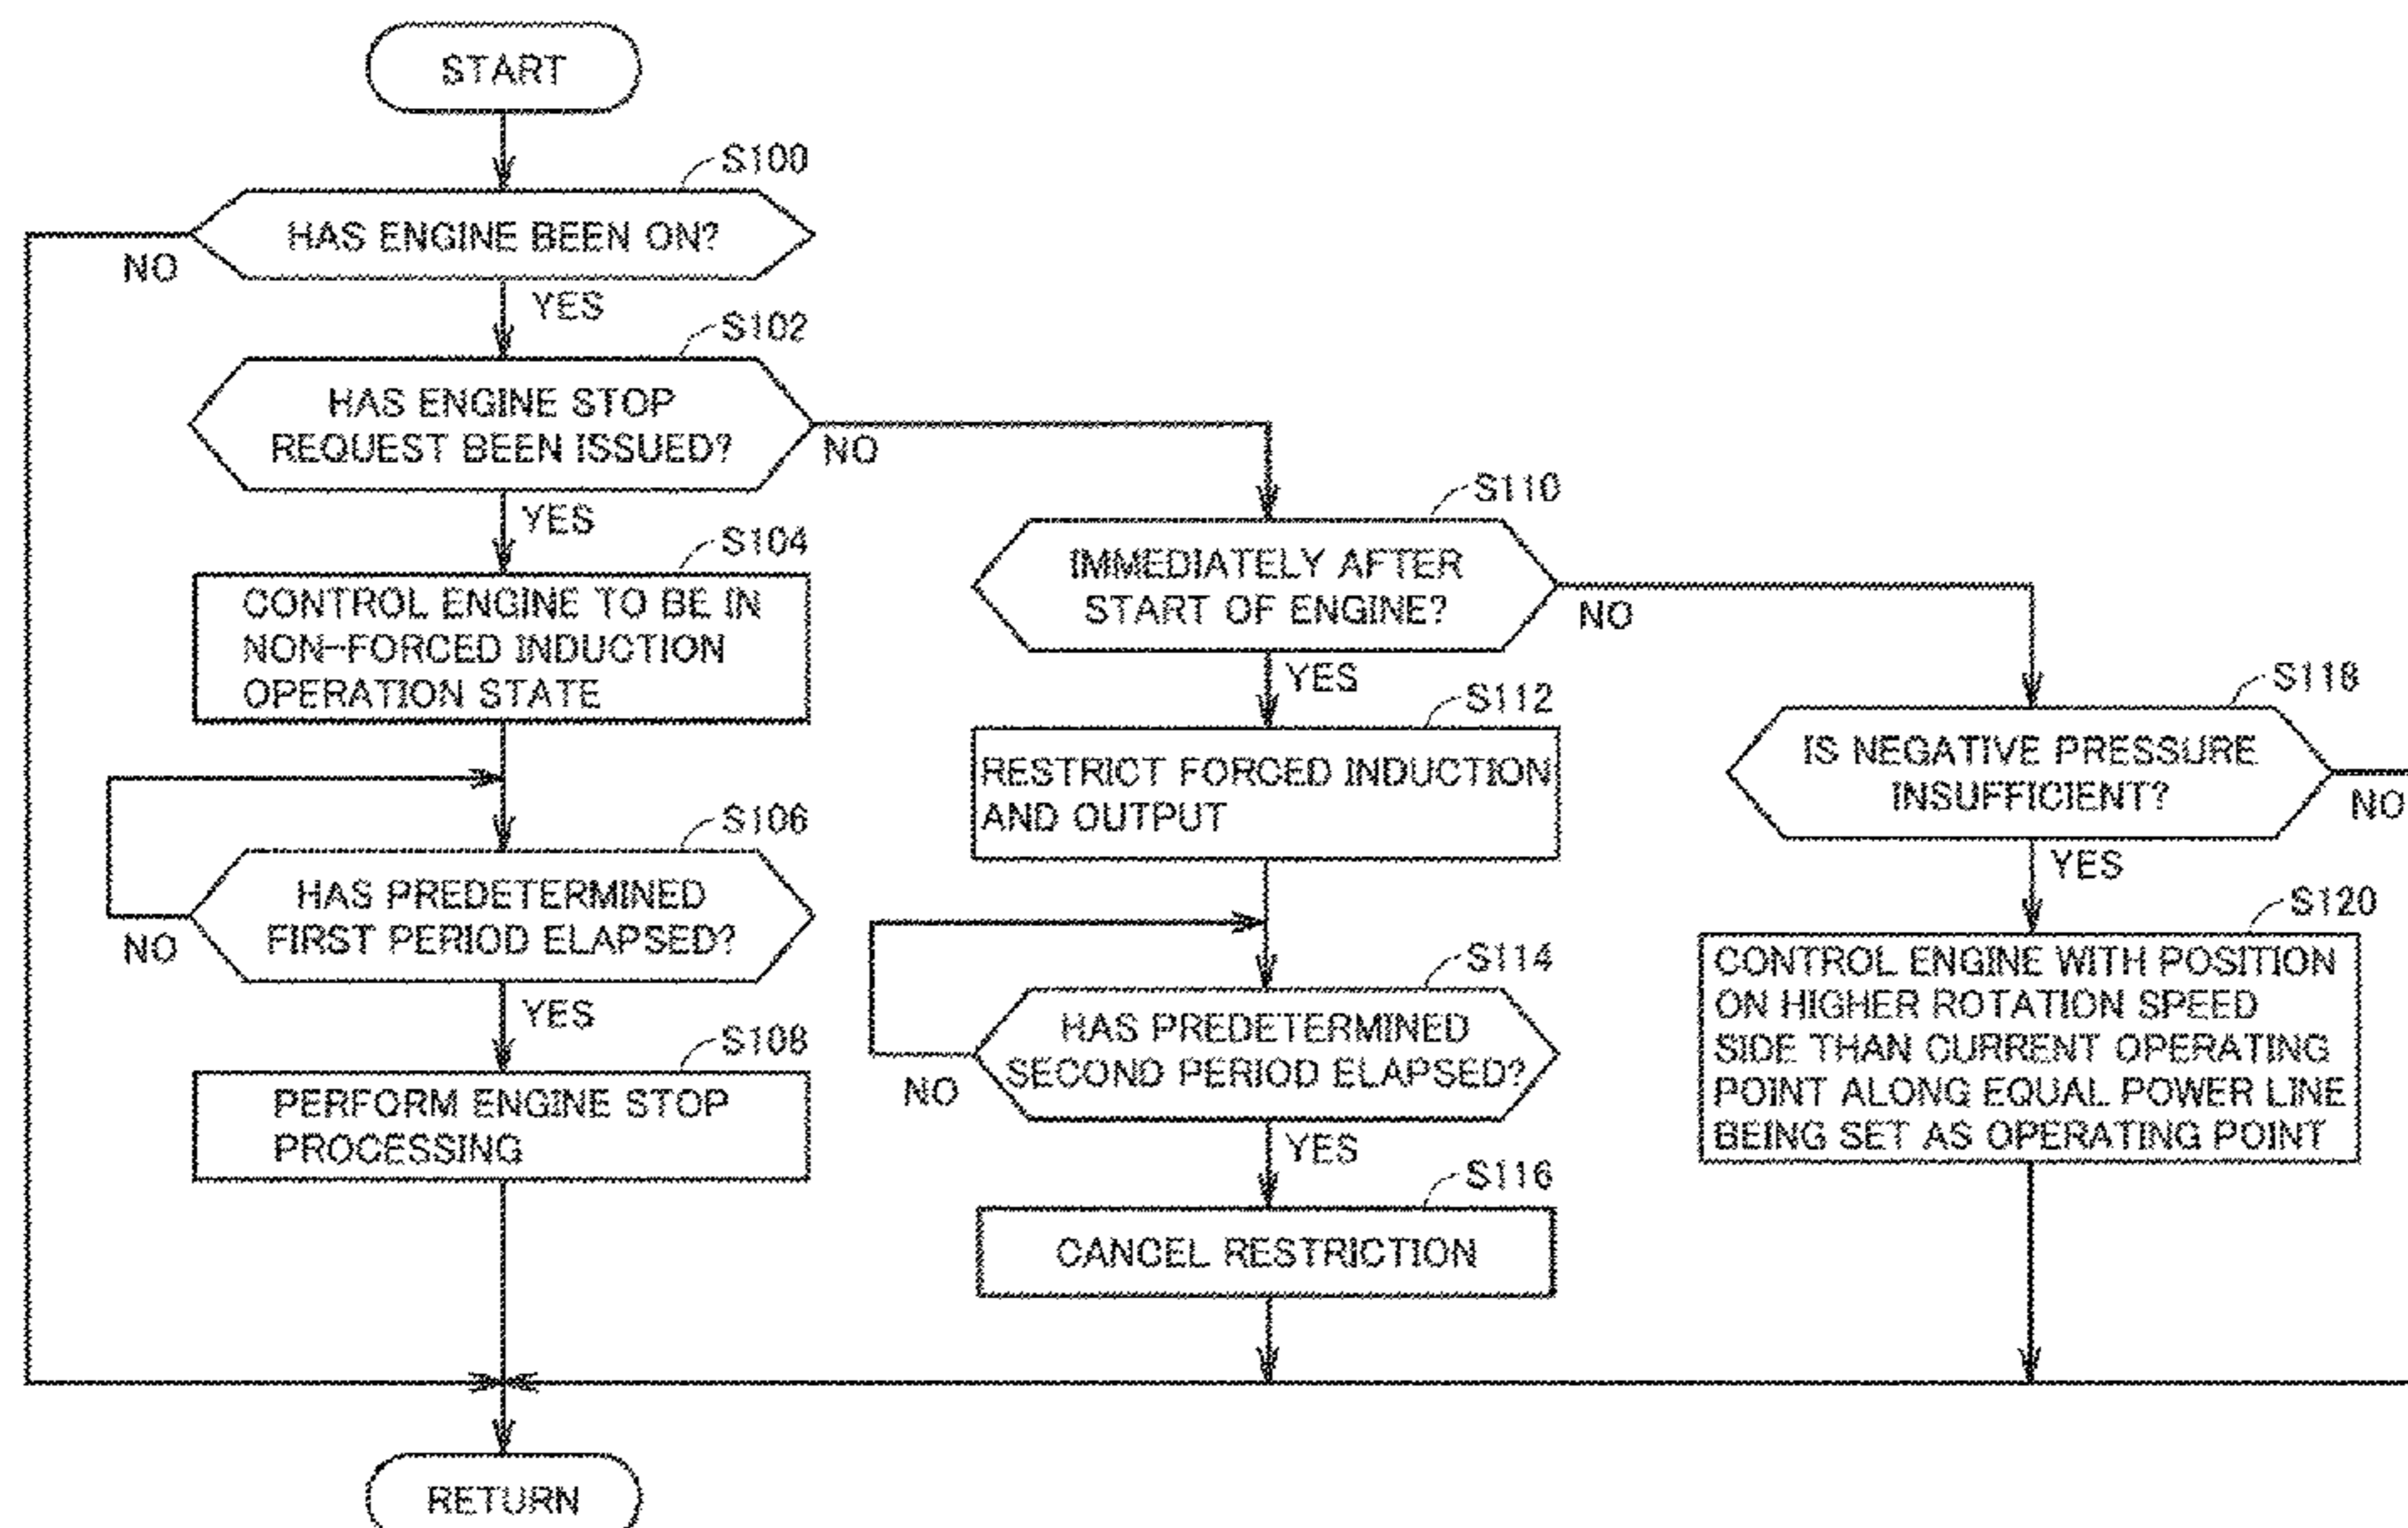 START
S100
HAS ENGINE BEEN ON?
NO
YES
S102
HAS ENGINE STOP
REQUEST BEEN ISSUED?
NO
YES
S104
CONTROL ENGINE TO BE IN
NON-FORCED INDUCTION
OPERATION STATE
S106
HAS PREDETERMINED
FIRST PERIOD ELAPSED?
NO
YES
S108
PERFORM ENGINE STOP
PROCESSING
S110
IMMEDIATELY AFTER
START OF ENGINE?
NO
YES
S112
RESTRICT FORCED INDUCTION
AND OUTPUT
S114
HAS PREDETERMINED
SECOND PERIOD ELAPSED?
NO
YES
S116
CANCEL RESTRICTION
S118
IS NEGATIVE PRESSURE
INSUFFICIENT?
NO
YES
S120
CONTROL ENGINE WITH POSITION
ON HIGHER ROTATION SPEED
SIDE THAN CURRENT OPERATING
POINT ALONG EQUAL POWER LINE
BEING SET AS OPERATING POINT
RETURN